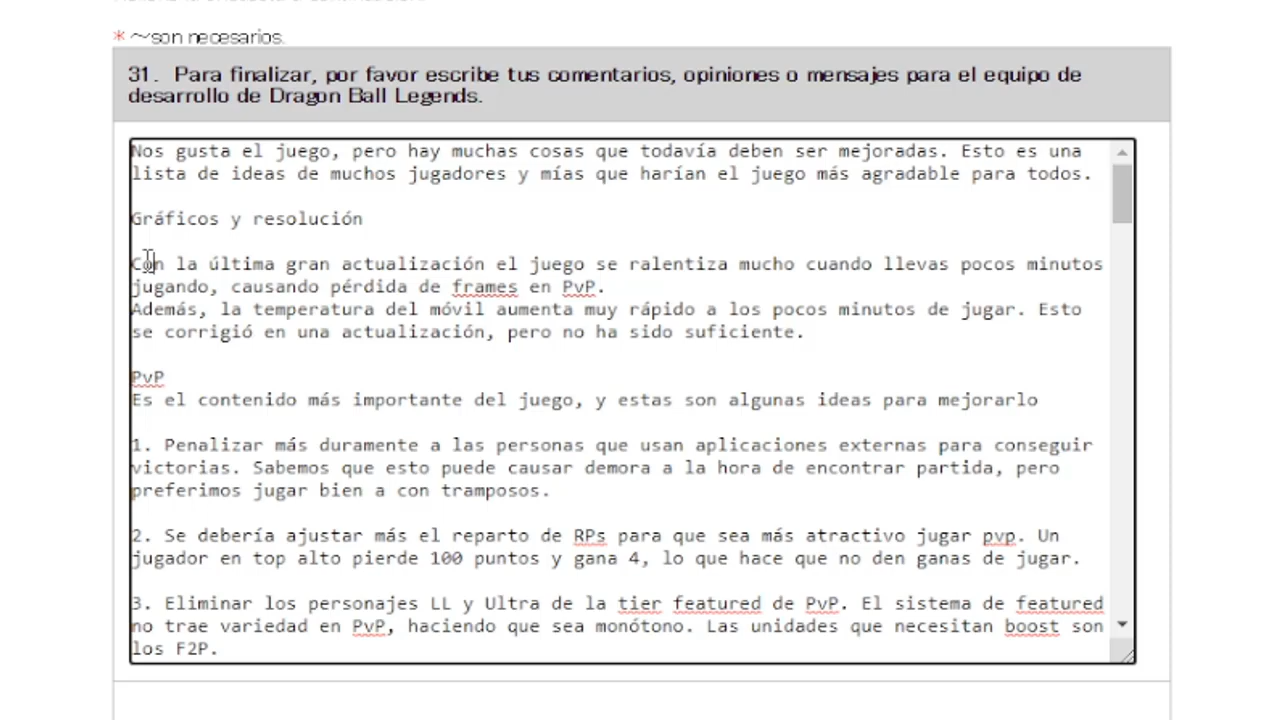 * ~son necesarios.
31. Para finalizar, por favor escribe tus comentarios, opiniones o mensajes para el equipo de
desarrollo de Dragon Ball Legends.
Nos gusta el juego, pero hay muchas cosas que todavía deben ser mejoradas. Esto es una
lista de ideas de muchos jugadores y mías que harían el juego más agradable para todos.
Gráficos y resolución
Con la última gran actualización el juego se ralentiza mucho cuando llevas pocos minutos
jugando, causando pérdida de frames en PvP.
Además, la temperatura del móvil aumenta muy rápido a los pocos minutos de jugar. Esto
se corrigió en una actualización, pero no ha sido suficiente.
PvP
Es el contenido más importante del juego, y estas son algunas ideas para mejorarlo
1. Penalizar más duramente a las personas que usan aplicaciones externas para conseguir
victorias. Sabemos que esto puede causar demora a la hora de encontrar partida, pero
preferimos jugar bien a con tramposos.
2. Se debería ajustar más el reparto de RPs para que sea más atractivo jugar pvp. Un
jugador en top alto pierde 100 puntos y gana 4, lo que hace que no den ganas de jugar.
3. Eliminar los personajes LL y Ultra de la tier featured de PvP. El sistema de featured
no trae variedad en PvP, haciendo que sea monótono. Las unidades que necesitan boost son
los F2P.